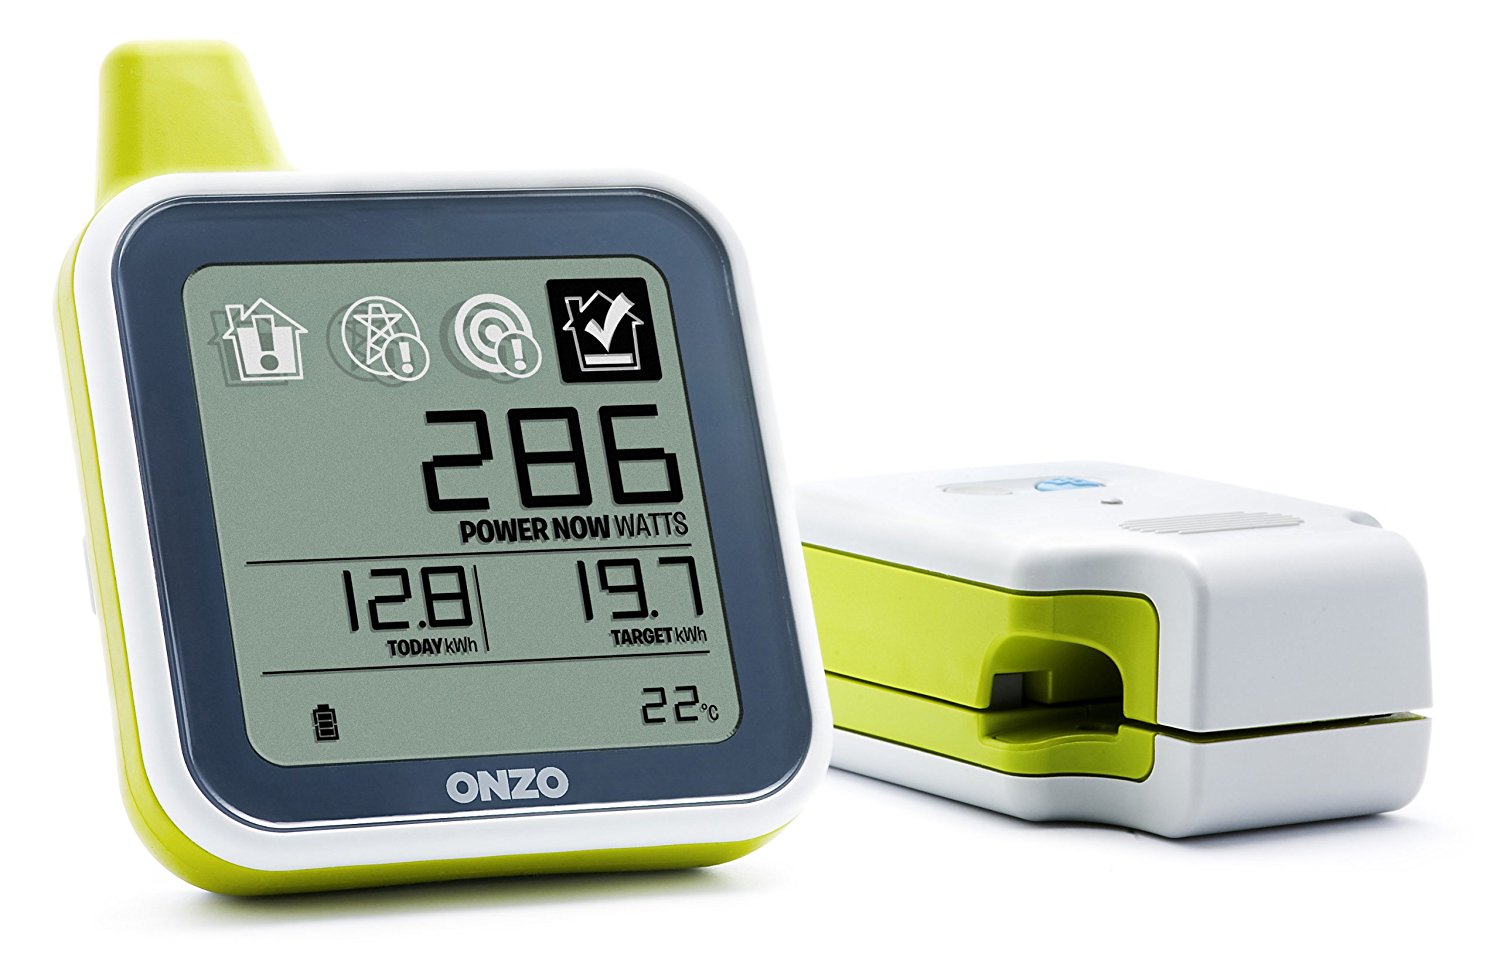 286
POWER NOW WATTS
12.8 19.7
TODAY kWh TARGET kWh
22°C
ONZO